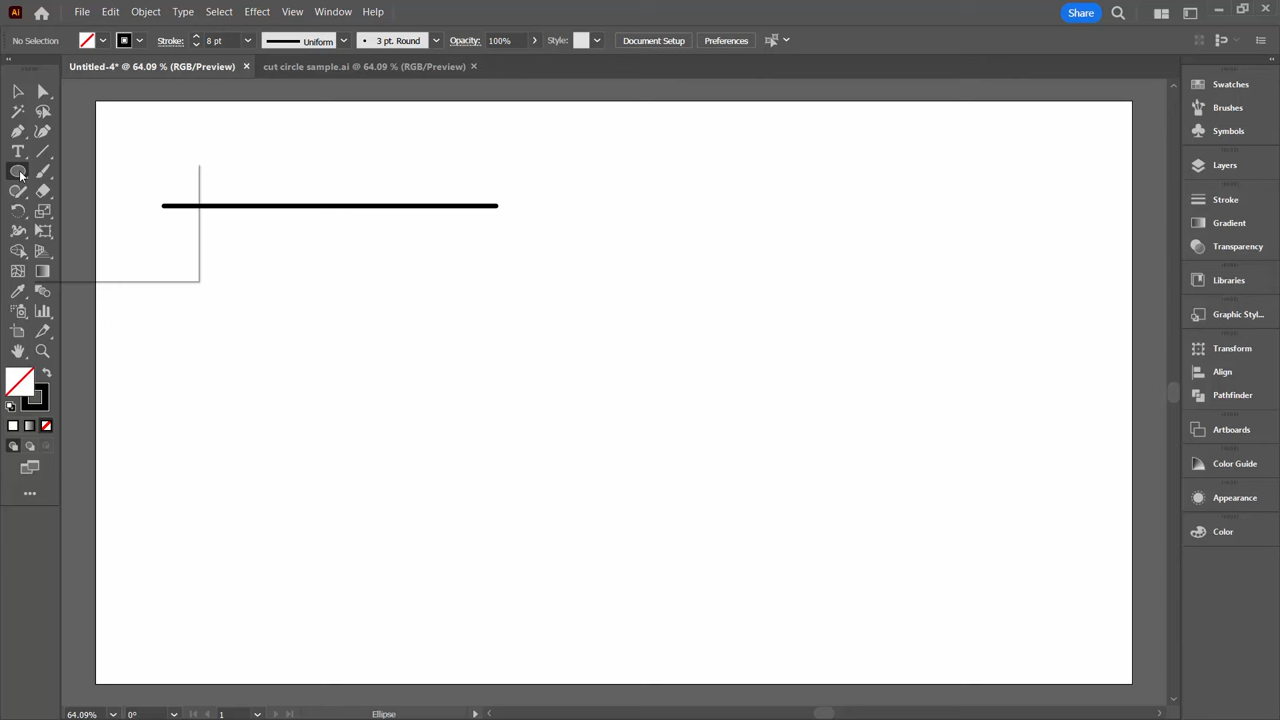 Ai File Edit Object Type Select Effect View Window Help Share
No Selection Stroke: 8 pt Uniform 3 pt. Round Opacity: 100% Style: Document Setup Preferences
Untitled-4* @ 64.09 % (RGB/Preview) × cut circle sample.ai @ 64.09 % (RGB/Preview) ×
Swatches
Brushes
Symbols
Layers
Stroke
Gradient
Transparency
Libraries
Graphic Styl...
Transform
Align
Pathfinder
Artboards
Color Guide
Appearance
Color
64.09% 0° 1 Ellipse